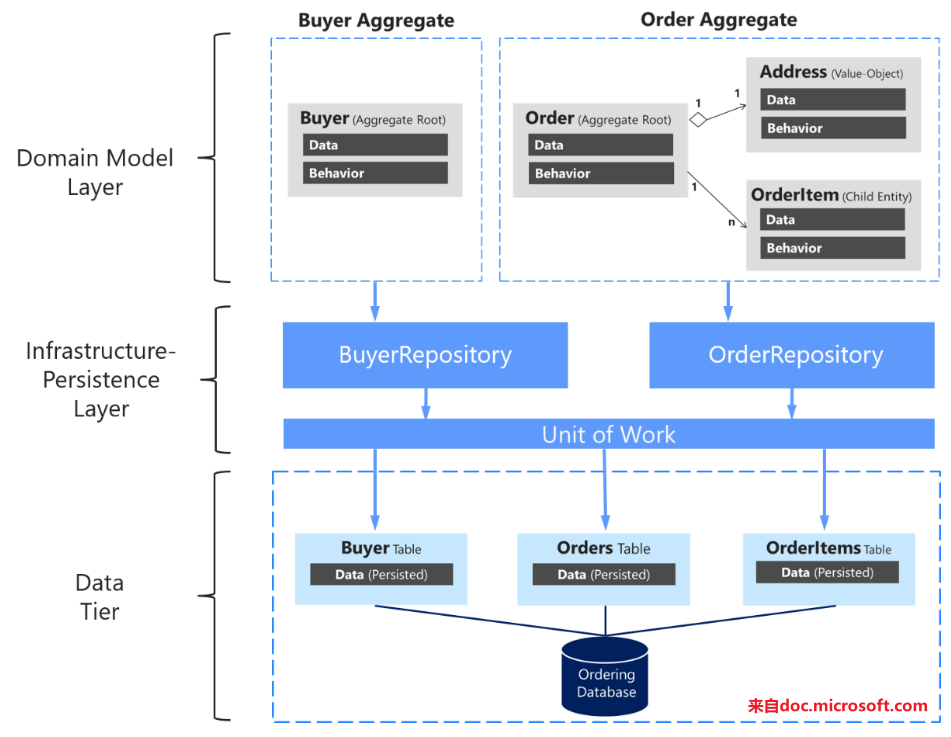 Buyer Aggregate
Order Aggregate
Domain Model
Layer
Buyer (Aggregate Root)
Data
Behavior
Order (Aggregate Root)
Data
Behavior
1
1
Address (Value-Object)
Data
Behavior
1
n
OrderItem (Child Entity)
Data
Behavior
Infrastructure-
Persistence
Layer
BuyerRepository
OrderRepository
Unit of Work
Data
Tier
Buyer Table
Data (Persisted)
Orders Table
Data (Persisted)
OrderItems Table
Data (Persisted)
Ordering
Database
来自doc.microsoft.com